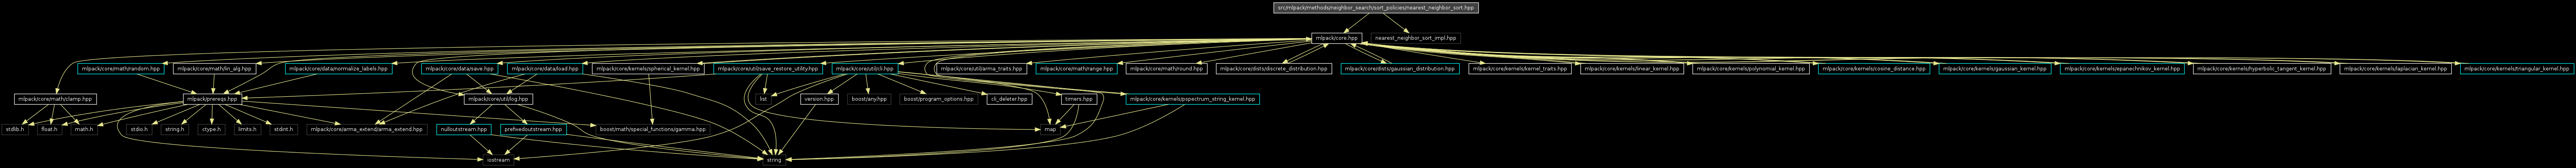 src/mlpack/methods/neighbor_search/sort_policies/nearest_neighbor_sort.hpp
mlpack/core.hpp
nearest_neighbor_sort_impl.hpp
mlpack/core/math/random.hpp
mlpack/core/math/lin_alg.hpp
mlpack/core/data/normalize_labels.hpp
mlpack/core/data/save.hpp
mlpack/core/data/load.hpp
mlpack/core/kernels/spherical_kernel.hpp
mlpack/core/util/save_restore_utility.hpp
mlpack/core/util/cli.hpp
mlpack/core/util/arma_traits.hpp
mlpack/core/math/range.hpp
mlpack/core/math/round.hpp
mlpack/core/dists/discrete_distribution.hpp
mlpack/core/dists/gaussian_distribution.hpp
mlpack/core/kernels/kernel_traits.hpp
mlpack/core/kernels/linear_kernel.hpp
mlpack/core/kernels/polynomial_kernel.hpp
mlpack/core/kernels/cosine_distance.hpp
mlpack/core/kernels/gaussian_kernel.hpp
mlpack/core/kernels/epanechnikov_kernel.hpp
mlpack/core/kernels/hyperbolic_tangent_kernel.hpp
mlpack/core/kernels/laplacian_kernel.hpp
mlpack/core/kernels/triangular_kernel.hpp
mlpack/core/math/clamp.hpp
mlpack/prereqs.hpp
mlpack/core/util/log.hpp
list
version.hpp
boost/any.hpp
boost/program_options.hpp
cli_deleter.hpp
timers.hpp
mlpack/core/kernels/pspectrum_string_kernel.hpp
stdlib.h
float.h
math.h
stdio.h
string.h
ctype.h
limits.h
stdint.h
mlpack/core/arma_extend/arma_extend.hpp
nulloutstream.hpp
prefixedoutstream.hpp
boost/math/special_functions/gamma.hpp
map
iostream
string